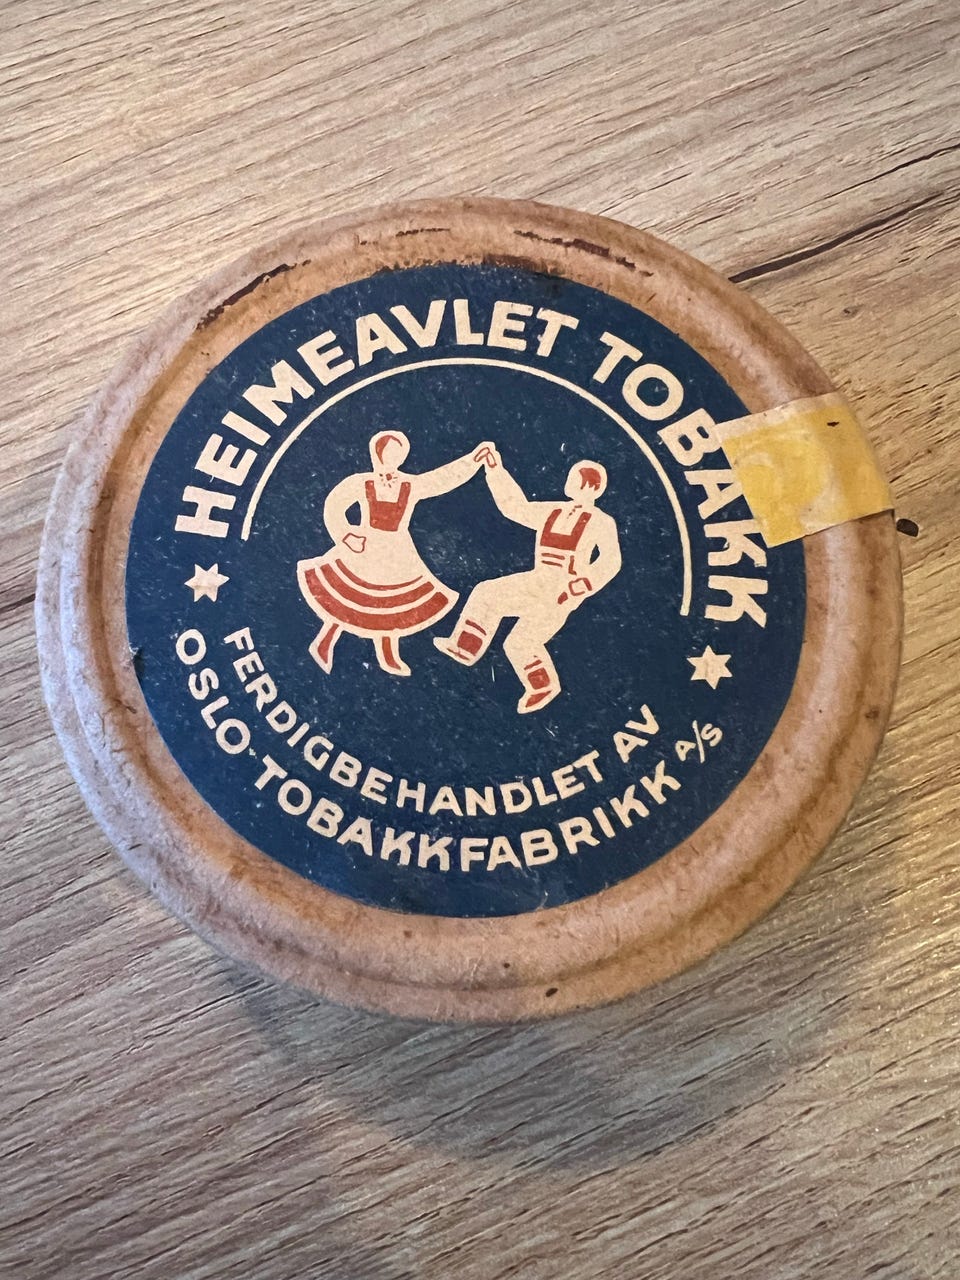 HEIMEAVLET TOBAKK
FERDIGBEHANDLET AV
OSLO TOBAKKFABRIKK A/S